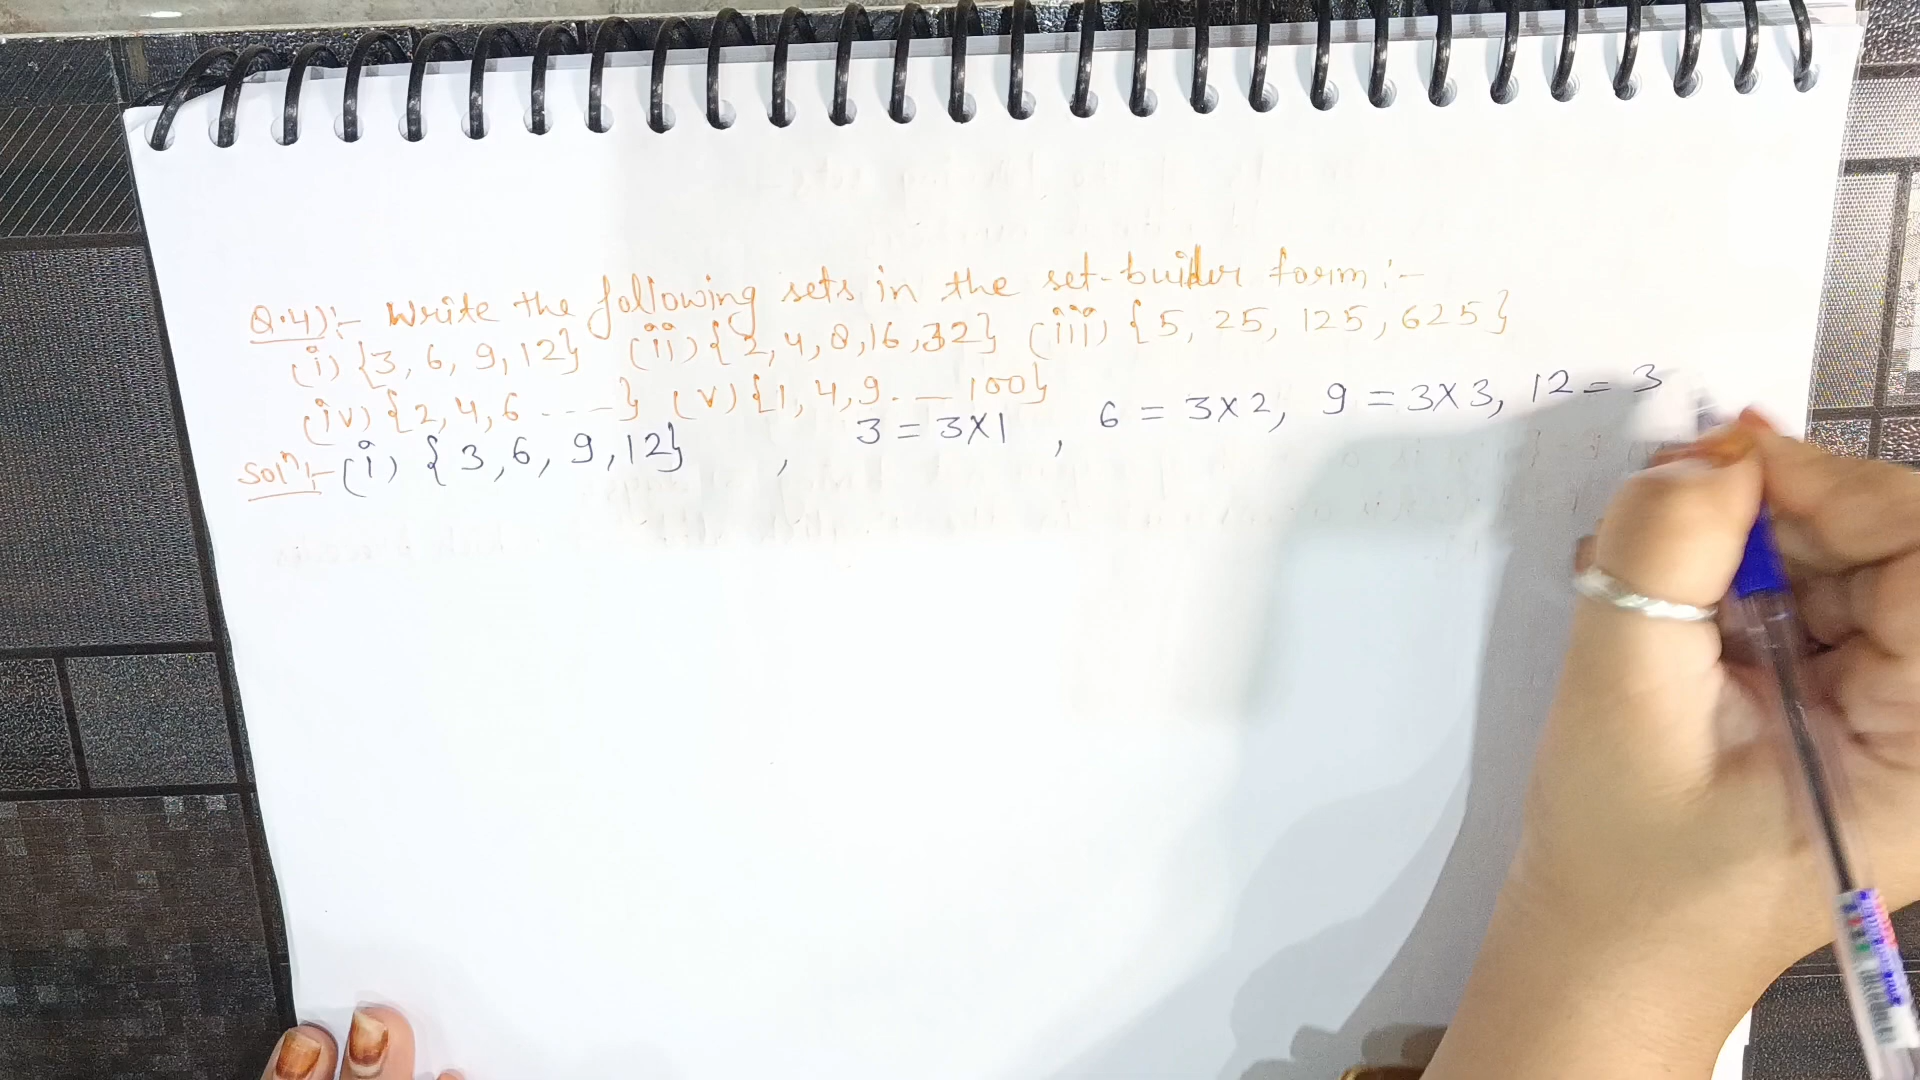 Q.4):- Write the following sets in the set-builder form:-
(i) {3, 6, 9, 12} (ii) {2, 4, 8, 16, 32} (iii) {5, 25, 125, 625}
(iv) {2, 4, 6 - - - -} (v) {1, 4, 9. _ _ 100}
Solⁿ:- (i) {3, 6, 9, 12} , 3 = 3×1 , 6 = 3×2, 9 = 3×3, 12 = 3